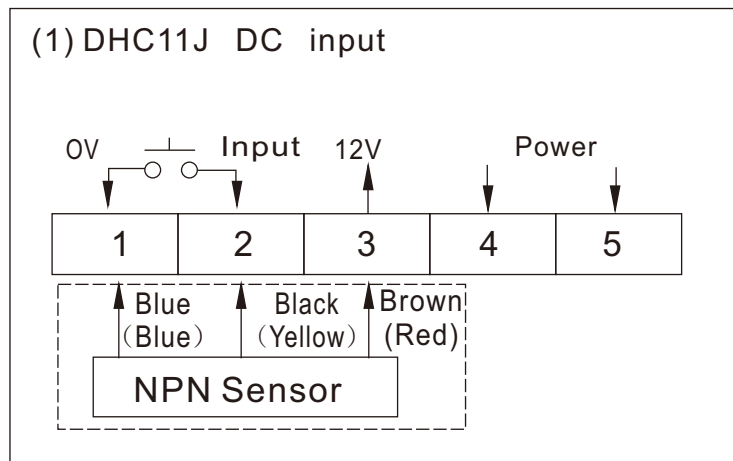 (1) DHC11J DC input
0V Input 12V Power
1 2 3 4 5
Blue Black Brown
（Blue） （Yellow） (Red)
NPN Sensor